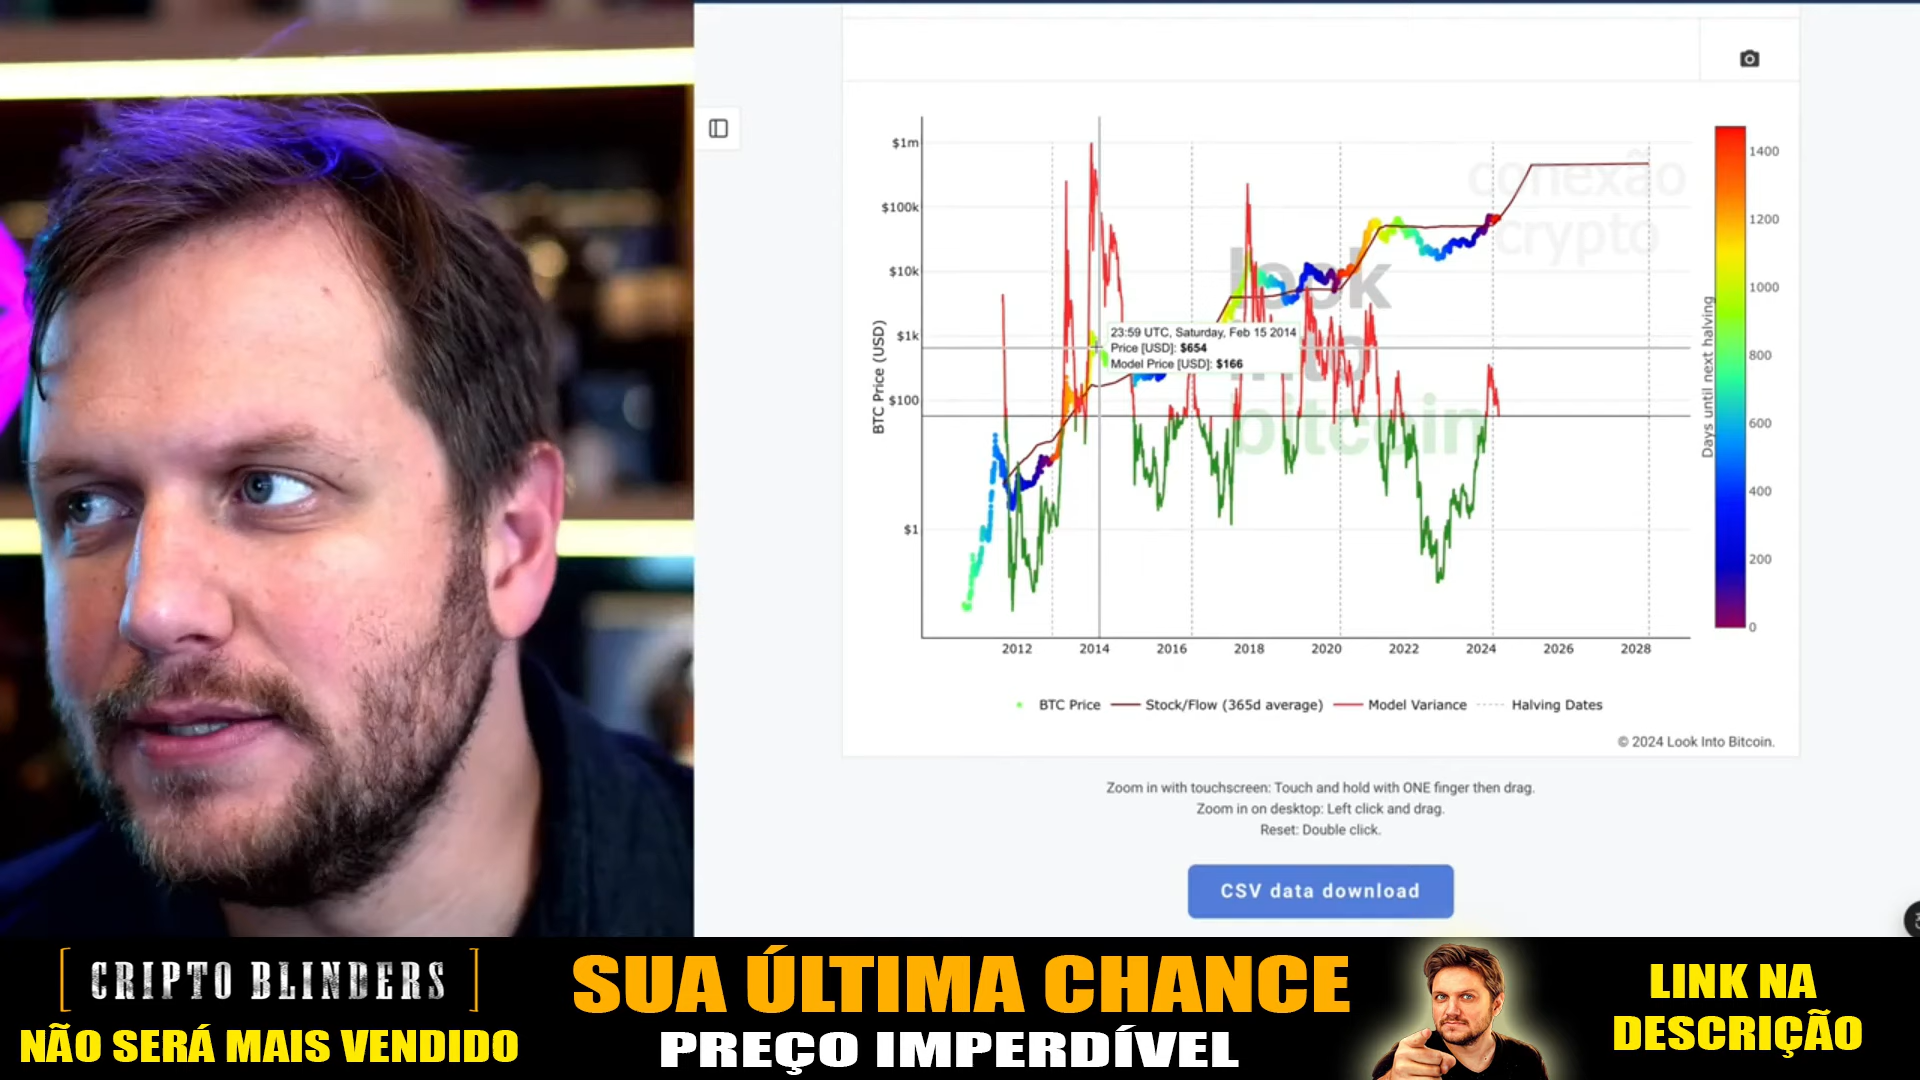 conexão
crypto
look
into
bitcoin
$1m
$100k
$10k
$1k
$100
$1
BTC Price (USD)
23:59 UTC, Saturday, Feb 15 2014
Price [USD]: $654
Model Price [USD]: $166
2012 2014 2016 2018 2020 2022 2024 2026 2028
1400
1200
1000
800
600
400
200
0
Days until next halving
BTC Price Stock/Flow (365d average) Model Variance Halving Dates
© 2024 Look Into Bitcoin.
Zoom in with touchscreen: Touch and hold with ONE finger then drag.
Zoom in on desktop: Left click and drag.
Reset: Double click.
CSV data download
[ CRIPTO BLINDERS ]
NÃO SERÁ MAIS VENDIDO
SUA ÚLTIMA CHANCE
PREÇO IMPERDÍVEL
LINK NA
DESCRIÇÃO